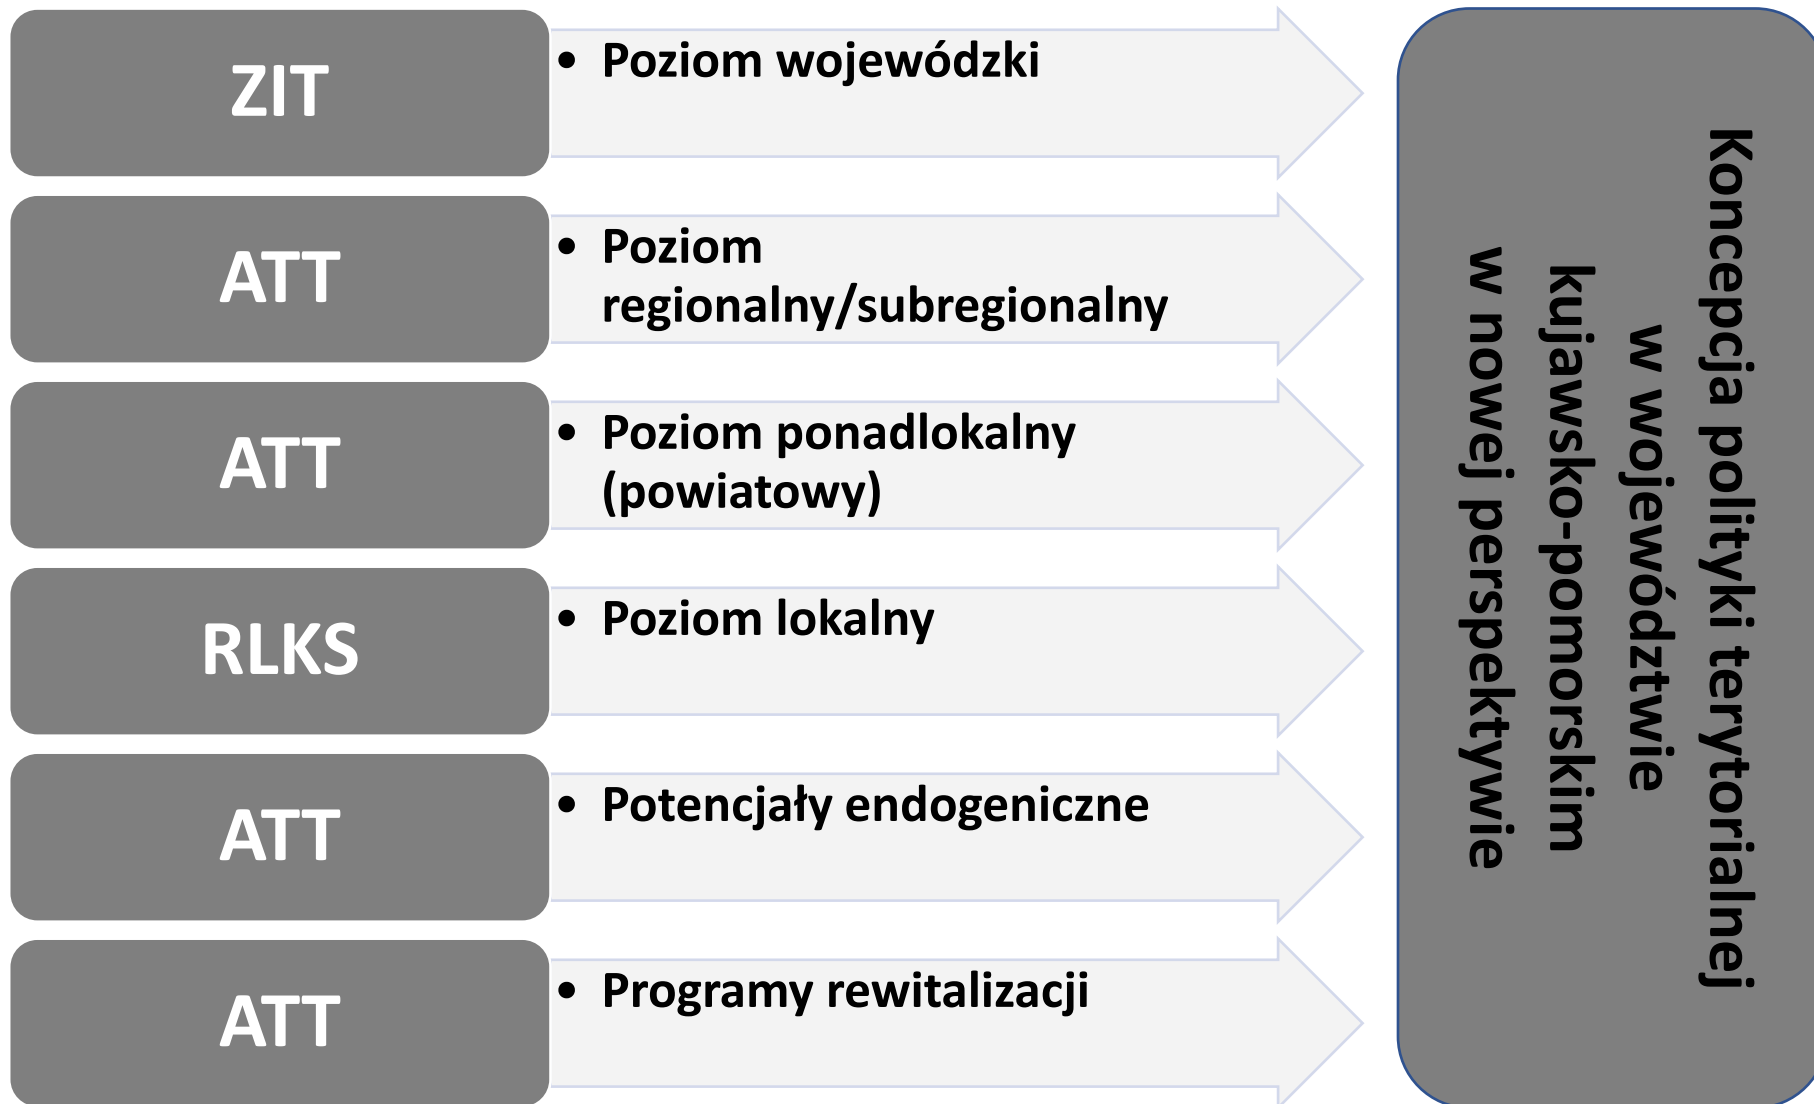 ZIT
• Poziom wojewódzki
ATT
• Poziom
regionalny/subregionalny
ATT
• Poziom ponadlokalny
(powiatowy)
RLKS
• Poziom lokalny
ATT
• Potencjały endogeniczne
ATT
• Programy rewitalizacji
Koncepcja polityki terytorialnej
w województwie
kujawsko-pomorskim
w nowej perspektywie